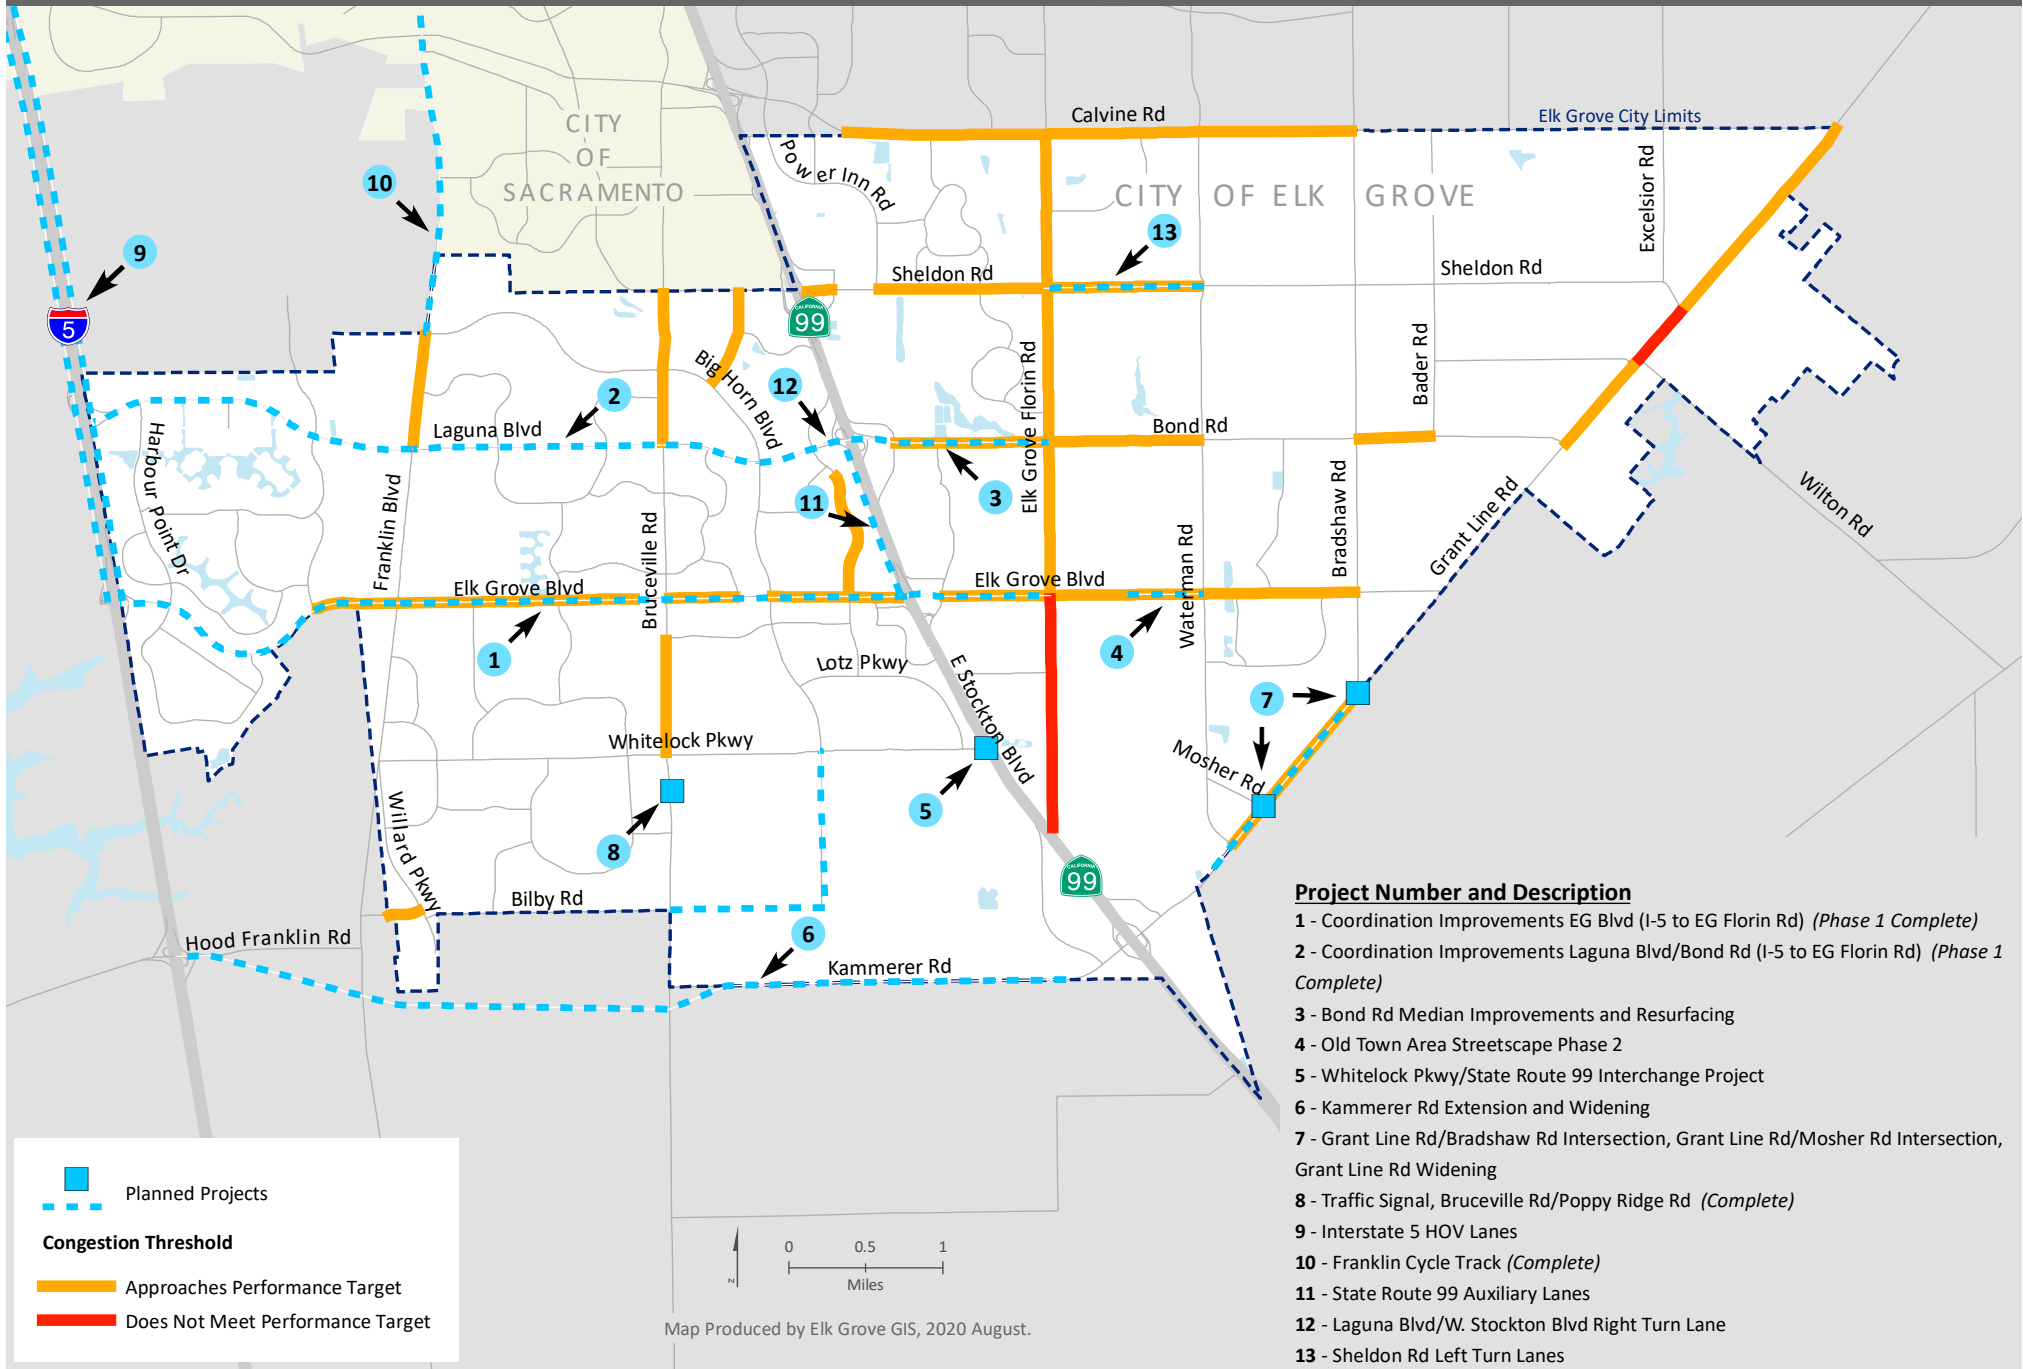 Calvine Rd
Elk Grove City Limits
CITY
OF
SACRAMENTO
Power Inn Rd
CITY OF ELK GROVE
Excelsior Rd
10
13
9
Sheldon Rd
Sheldon Rd
5
CALIFORNIA
99
Big Horn Blvd
12
2
Elk Grove Florin Rd
Bader Rd
Laguna Blvd
Bond Rd
Harbour Point Dr
Franklin Blvd
11
3
Bruceville Rd
Bradshaw Rd
Grant Line Rd
Wilton Rd
Waterman Rd
Elk Grove Blvd
Elk Grove Blvd
1
4
Lotz Pkwy
E Stockton Blvd
7
Whitelock Pkwy
Mosher Rd
5
8
Willard Pkwy
CALIFORNIA
99
Bilby Rd
6
Hood Franklin Rd
Kammerer Rd
Project Number and Description
1 - Coordination Improvements EG Blvd (I-5 to EG Florin Rd) (Phase 1 Complete)
2 - Coordination Improvements Laguna Blvd/Bond Rd (I-5 to EG Florin Rd) (Phase 1
Complete)
3 - Bond Rd Median Improvements and Resurfacing
4 - Old Town Area Streetscape Phase 2
5 - Whitelock Pkwy/State Route 99 Interchange Project
6 - Kammerer Rd Extension and Widening
7 - Grant Line Rd/Bradshaw Rd Intersection, Grant Line Rd/Mosher Rd Intersection,
Grant Line Rd Widening
8 - Traffic Signal, Bruceville Rd/Poppy Ridge Rd (Complete)
9 - Interstate 5 HOV Lanes
10 - Franklin Cycle Track (Complete)
11 - State Route 99 Auxiliary Lanes
12 - Laguna Blvd/W. Stockton Blvd Right Turn Lane
13 - Sheldon Rd Left Turn Lanes
Planned Projects
Congestion Threshold
Approaches Performance Target
Does Not Meet Performance Target
z
0 0.5 1
Miles
Map Produced by Elk Grove GIS, 2020 August.